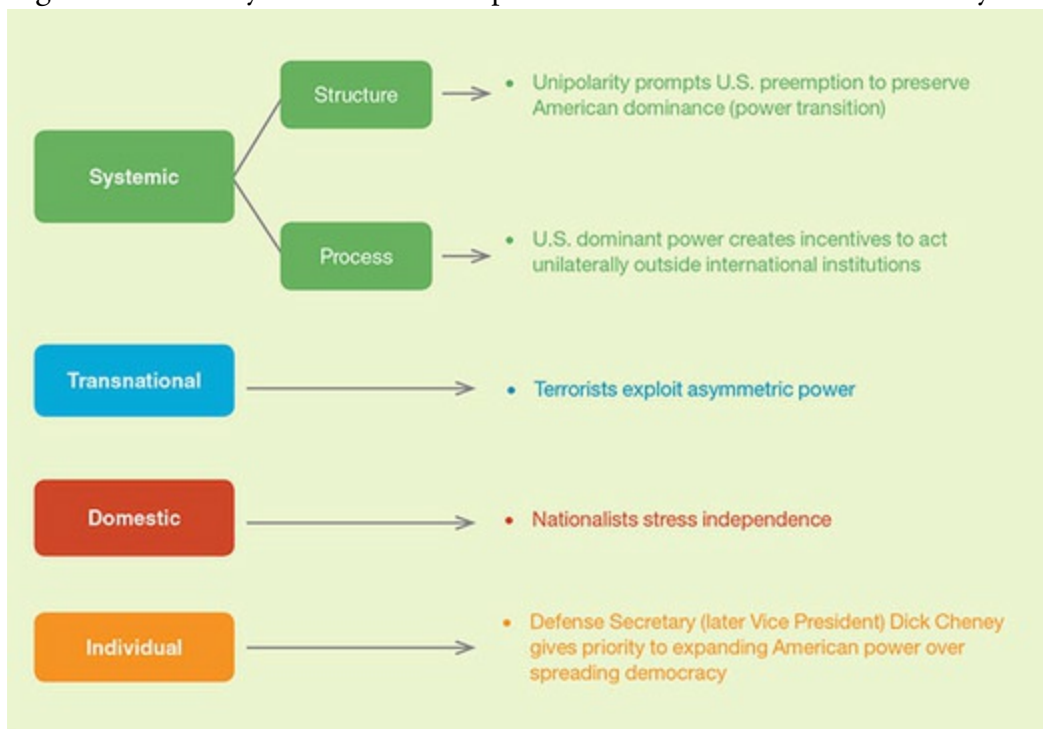 Structure
• Unipolarity prompts U.S. preemption to preserve
American dominance (power transition)
Systemic
Process
• U.S. dominant power creates incentives to act
unilaterally outside international institutions
Transnational
• Terrorists exploit asymmetric power
Domestic
• Nationalists stress independence
Individual
• Defense Secretary (later Vice President) Dick Cheney
gives priority to expanding American power over
spreading democracy